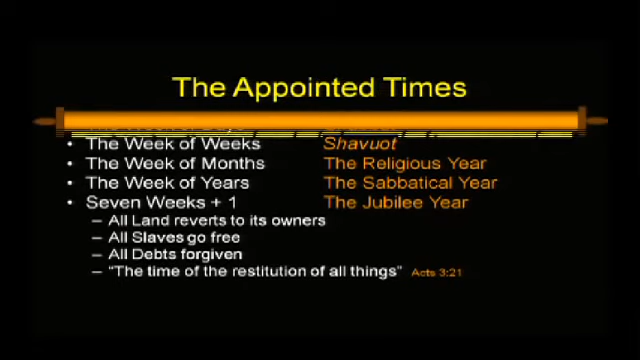 The Appointed Times
• The Week of Weeks Shavuot
• The Week of Months The Religious Year
• The Week of Years The Sabbatical Year
• Seven Weeks + 1 The Jubilee Year
– All Land reverts to its owners
– All Slaves go free
– All Debts forgiven
– “The time of the restitution of all things” Acts 3:21